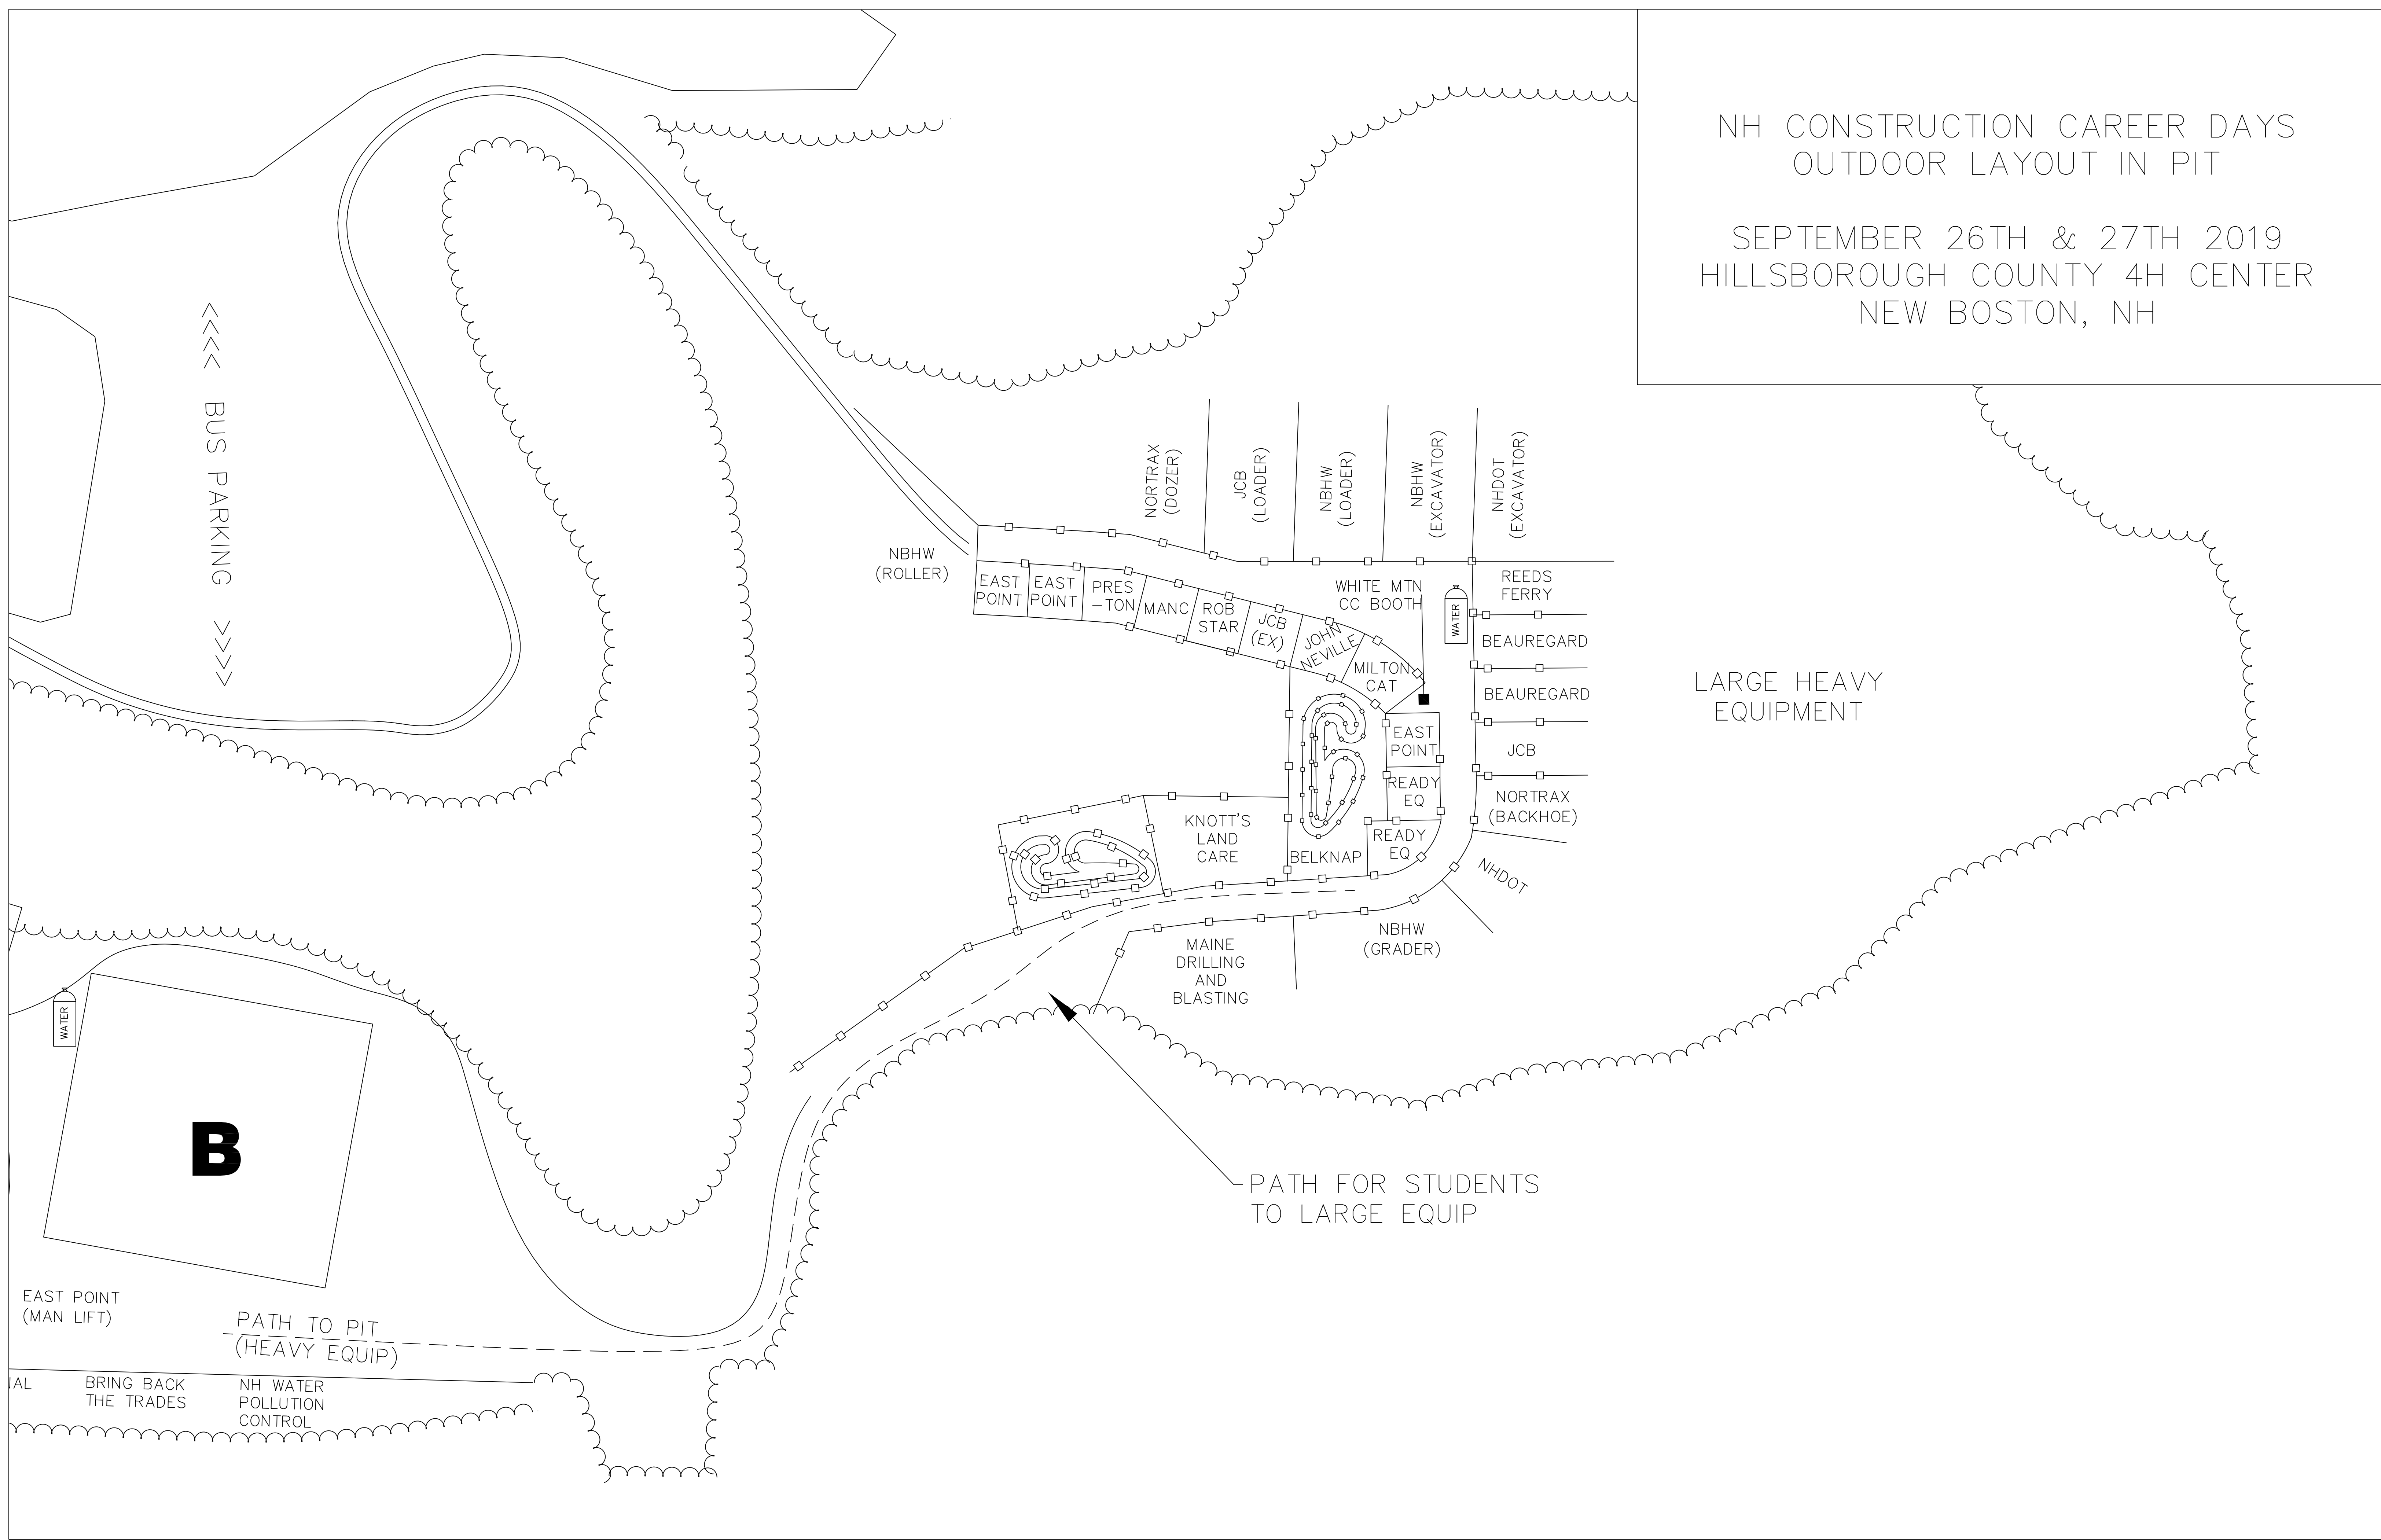 NH CONSTRUCTION CAREER DAYS
OUTDOOR LAYOUT IN PIT
SEPTEMBER 26TH & 27TH 2019
HILLSBOROUGH COUNTY 4H CENTER
NEW BOSTON, NH
<<<< BUS PARKING >>>>
NORTRAX
(DOZER)
JCB
(LOADER)
NBHW
(LOADER)
NBHW
(EXCAVATOR)
NHDOT
(EXCAVATOR)
NBHW
(ROLLER)
EAST
POINT
EAST
POINT
PRES
-TON
MANC
ROB
STAR
JCB
(EX)
JOHN
NEVILLE
MILTON
CAT
WHITE MTN
CC BOOTH
WATER
REEDS
FERRY
BEAUREGARD
BEAUREGARD
JCB
NORTRAX
(BACKHOE)
NHDOT
LARGE HEAVY
EQUIPMENT
EAST
POINT
READY
EQ
READY
EQ
BELKNAP
KNOTT'S
LAND
CARE
NBHW
(GRADER)
MAINE
DRILLING
AND
BLASTING
PATH FOR STUDENTS
TO LARGE EQUIP
WATER
B
EAST POINT
(MAN LIFT)
PATH TO PIT
(HEAVY EQUIP)
IAL
BRING BACK
THE TRADES
NH WATER
POLLUTION
CONTROL